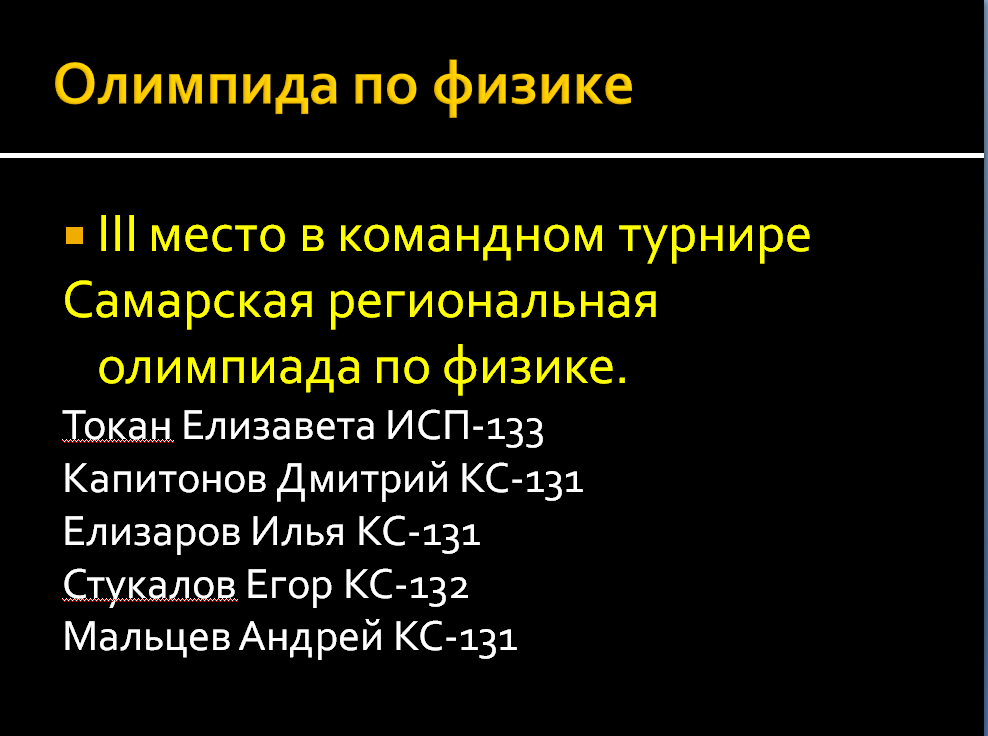 Олимпида по физике
III место в командном турнире
Самарская региональная
олимпиада по физике.
Токан Елизавета ИСП-133
Капитонов Дмитрий КС-131
Елизаров Илья КС-131
Стукалов Егор КС-132
Мальцев Андрей КС-131